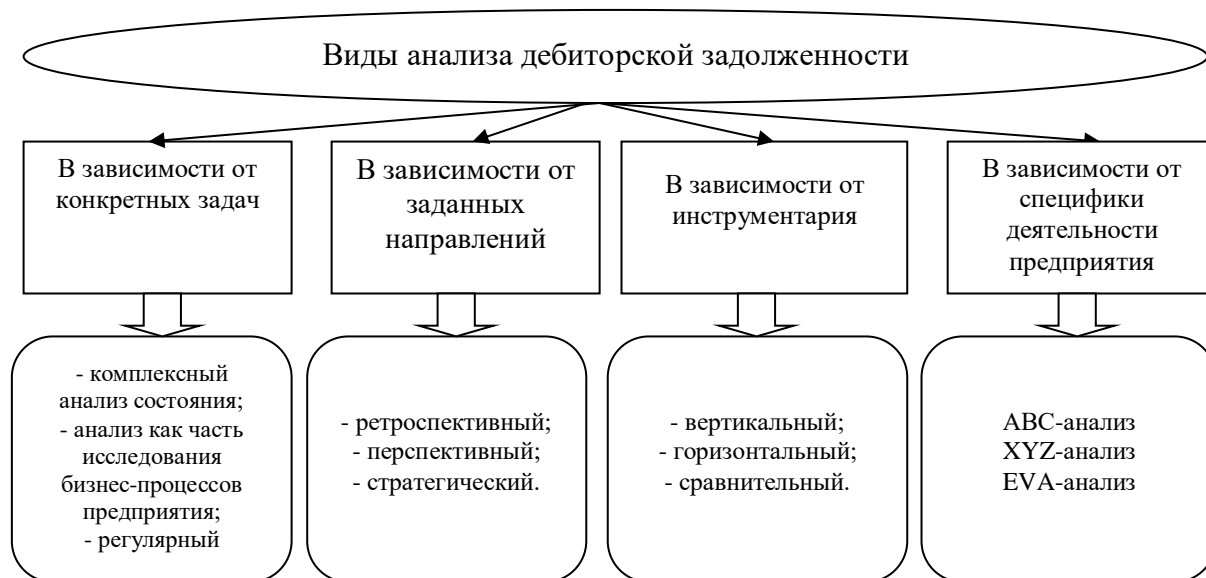 Виды анализа дебиторской задолженности
В зависимости от
конкретных задач
В зависимости от
заданных
направлений
В зависимости от
инструментария
В зависимости от
специфики
деятельности
предприятия
- комплексный
анализ состояния;
- анализ как часть
исследования
бизнес-процессов
предприятия;
- регулярный
- ретроспективный;
- перспективный;
- стратегический.
- вертикальный;
- горизонтальный;
- сравнительный.
ABC-анализ
XYZ-анализ
EVA-анализ